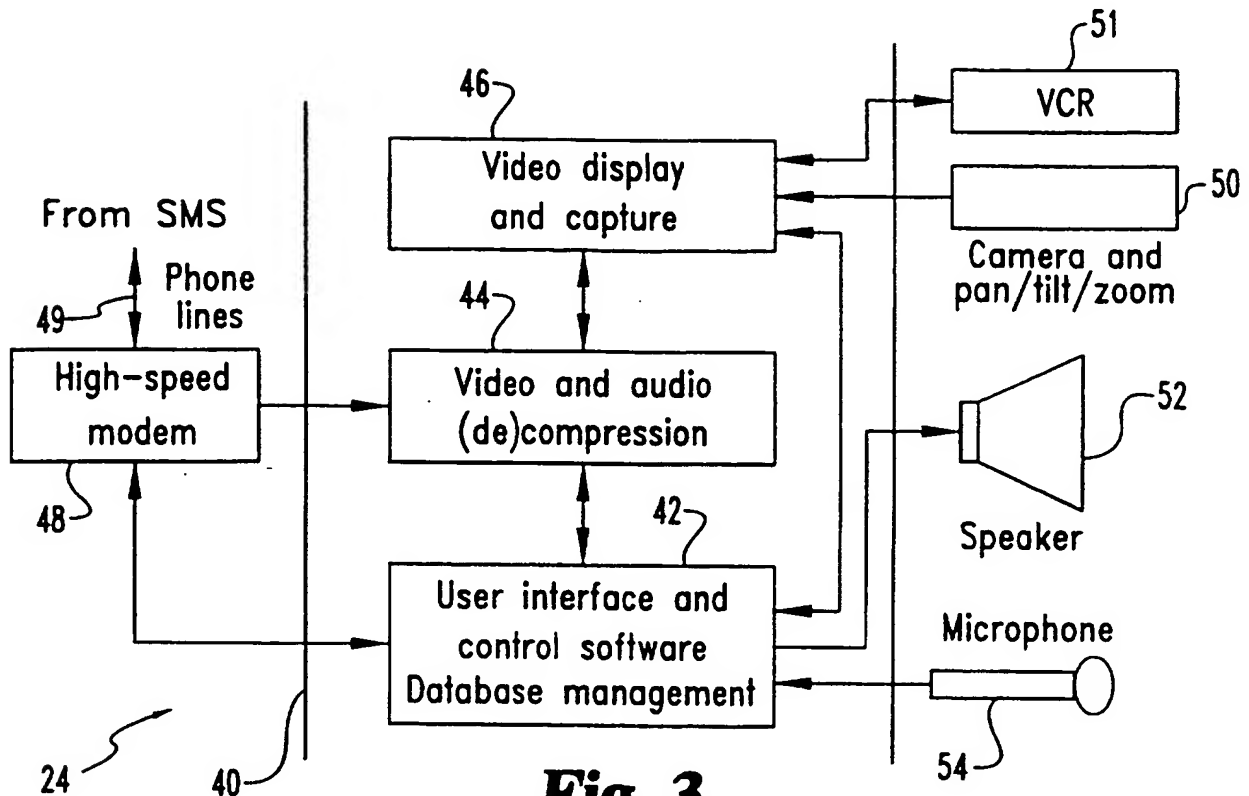 51
VCR
46
Video display
and capture
50
Camera and
pan/tilt/zoom
From SMS
Phone
lines
49
High-speed
modem
48
44
Video and audio
(de)compression
52
Speaker
42
User interface and
control software
Database management
Microphone
54
24
40
Fig. 3